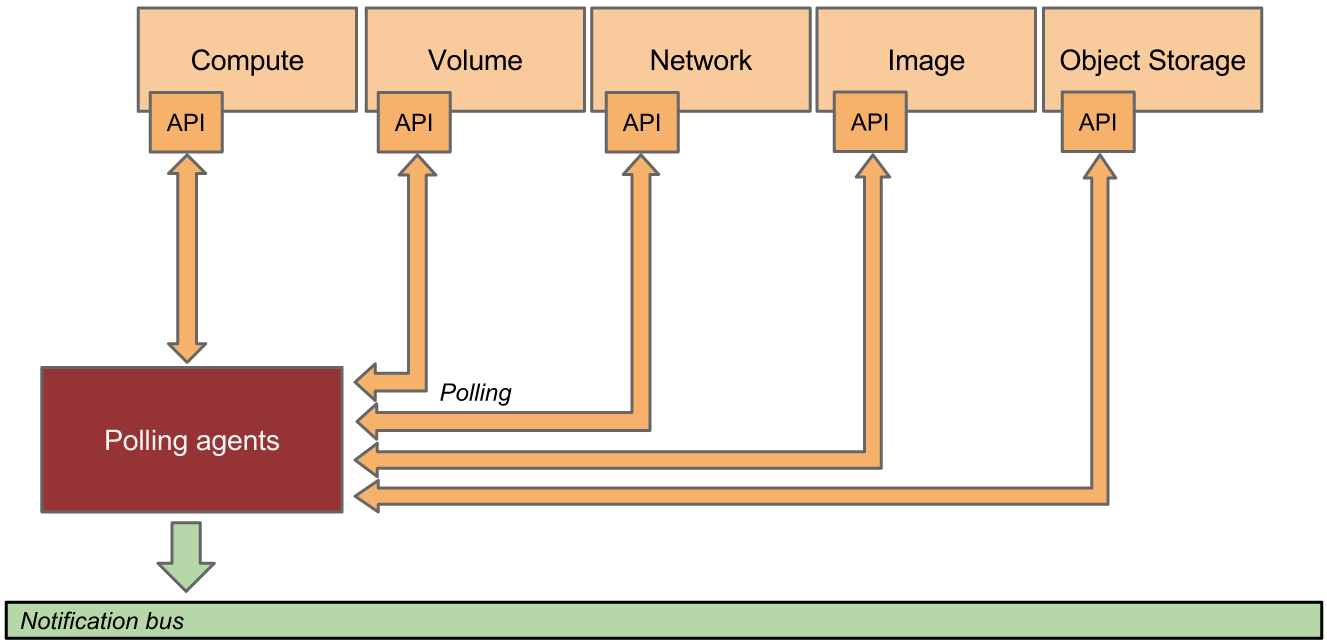 Compute
Volume
Network
Image
Object Storage
API
API
API
API
API
Polling
Polling agents
Notification bus